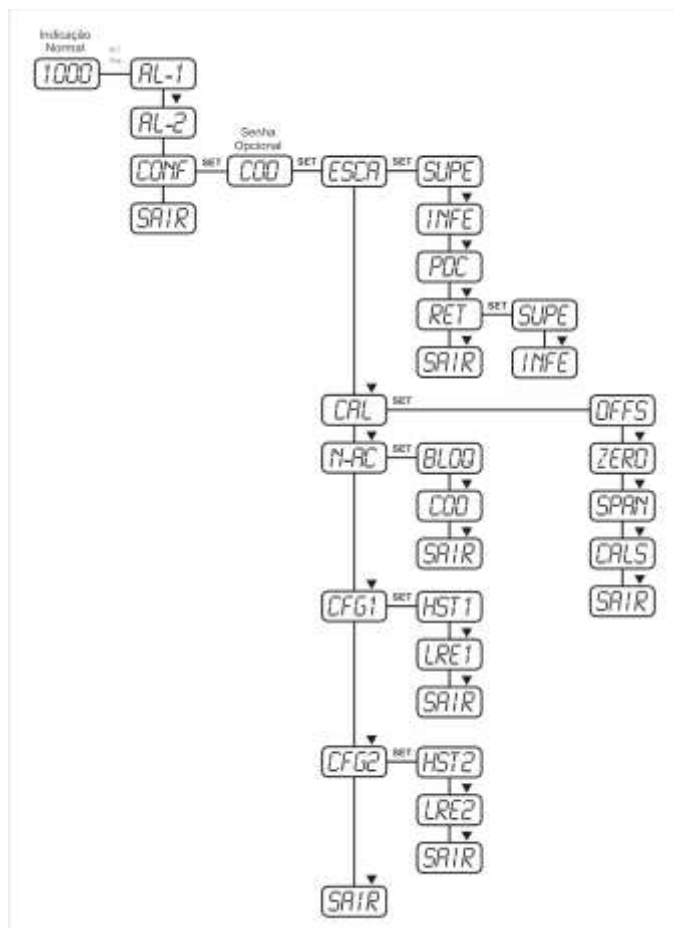 Indicação
Normal
1000
AL-1
AL-2
CONF
SET
Senha
Opcional
COD
SET
ESCA
SET
SUPE
SAIR
INFE
PDC
RET
SET
SUPE
SAIR
INFE
CAL
SET
OFFS
N-AC
SET
BLOQ
ZERO
COD
SPAN
SAIR
CALS
CFG1
SET
HST1
SAIR
LRE1
SAIR
CFG2
SET
HST2
LRE2
SAIR
SAIR